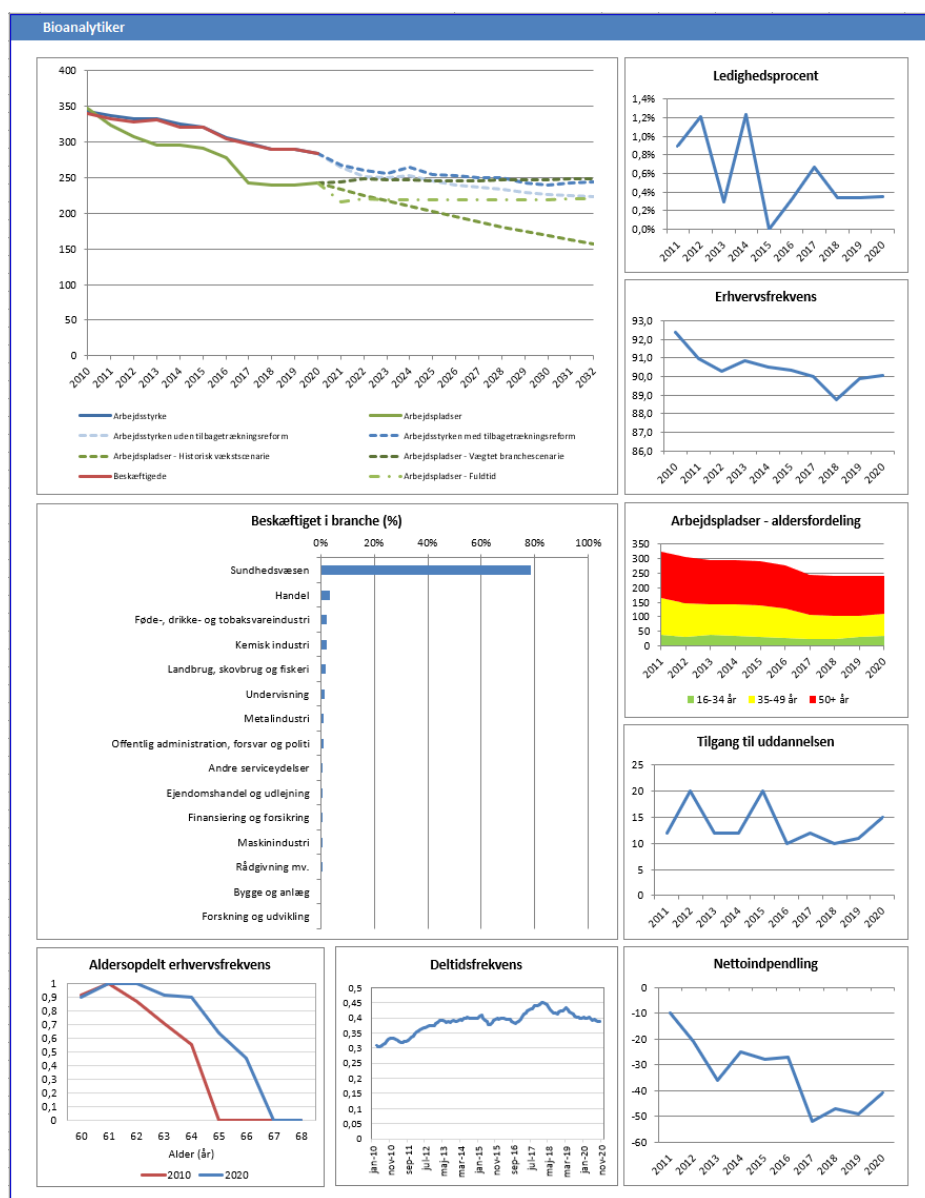 Bioanalytiker
400
350
300
250
200
150
100
50
0
2010 2011 2012 2013 2014 2015 2016 2017 2018 2019 2020 2021 2022 2023 2024 2025 2026 2027 2028 2029 2030 2031 2032
Arbejdsstyrke Arbejdspladser
Arbejdsstyrken uden tilbagetrækningsreform Arbejdsstyrken med tilbagetrækningsreform
Arbejdspladser - Historisk vækstscenarie Arbejdspladser - Vægtet branchescenarie
Beskæftigede Arbejdspladser - Fuldtid
Ledighedsprocent
1,4%
1,2%
1,0%
0,8%
0,6%
0,4%
0,2%
0,0%
2011 2012 2013 2014 2015 2016 2017 2018 2019 2020
Erhvervsfrekvens
93,0
92,0
91,0
90,0
89,0
88,0
87,0
86,0
2010 2011 2012 2013 2014 2015 2016 2017 2018 2019 2020
Beskæftiget i branche (%)
0% 20% 40% 60% 80% 100%
Sundhedsvæsen
Handel
Føde-, drikke- og tobaksvareindustri
Kemisk industri
Landbrug, skovbrug og fiskeri
Undervisning
Metalindustri
Offentlig administration, forsvar og politi
Andre serviceydelser
Ejendomshandel og udlejning
Finansiering og forsikring
Maskinindustri
Rådgivning mv.
Bygge og anlæg
Forskning og udvikling
Arbejdspladser - aldersfordeling
350
300
250
200
150
100
50
0
2011 2012 2013 2014 2015 2016 2017 2018 2019 2020
16-34 år 35-49 år 50+ år
Tilgang til uddannelsen
25
20
15
10
5
0
2011 2012 2013 2014 2015 2016 2017 2018 2019 2020
Aldersopdelt erhvervsfrekvens
1
0,9
0,8
0,7
0,6
0,5
0,4
0,3
0,2
0,1
0
60 61 62 63 64 65 66 67 68
Alder (år)
2010 2020
Deltidsfrekvens
0,5
0,45
0,4
0,35
0,3
0,25
0,2
0,15
0,1
0,05
0
jan-10 nov-10 sep-11 jul-12 maj-13 mar-14 jan-15 nov-15 sep-16 jul-17 maj-18 mar-19 jan-20 nov-20
Nettoindpendling
0
-10
-20
-30
-40
-50
-60
2011 2012 2013 2014 2015 2016 2017 2018 2019 2020